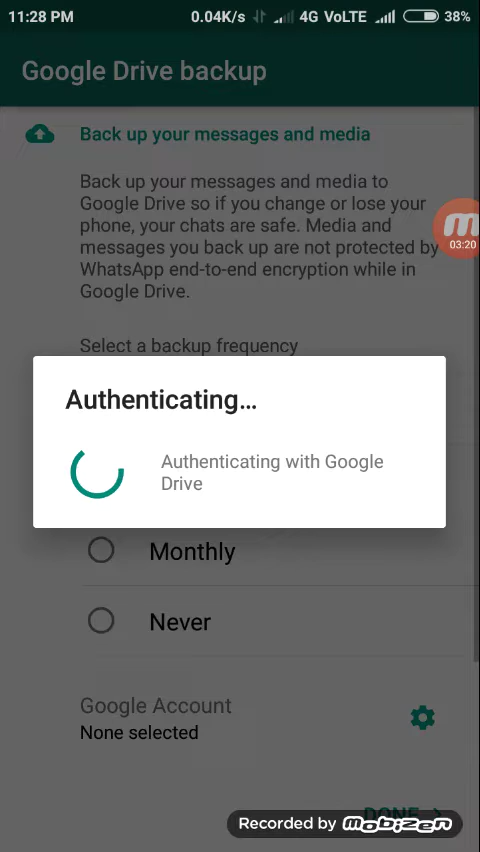 11:28 PM 0.04K/s 4G VoLTE 38%
Google Drive backup
Back up your messages and media
Back up your messages and media to
Google Drive so if you change or lose your
phone, your chats are safe. Media and
messages you back up are not protected by
WhatsApp end-to-end encryption while in
Google Drive.
03:20
Select a backup frequency
Authenticating...
Authenticating with Google
Drive
Monthly
Never
Google Account
None selected
DONE
Recorded by mobizen